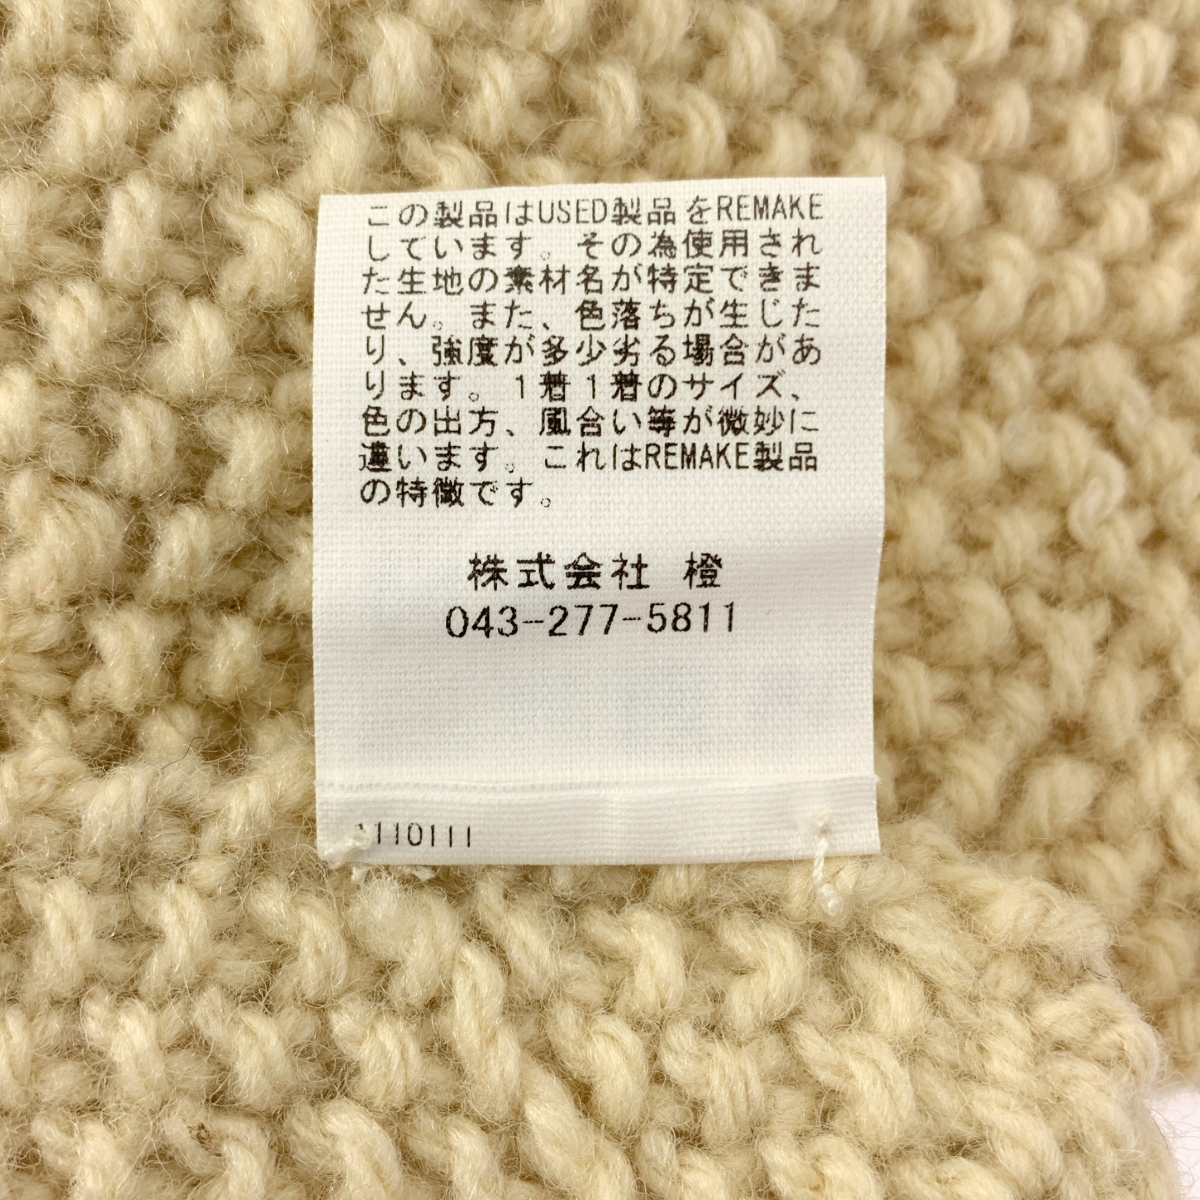 この製品はUSED製品をREMAKE
しています。その為使用され
た生地の素材名が特定できま
せん。また、色落ちが生じた
り、強度が多少劣る場合があ
ります。1着1着のサイズ、
色の出方、風合い等が微妙に
違います。これはREMAKE製品
の特徴です。
株式会社 橙
043-277-5811